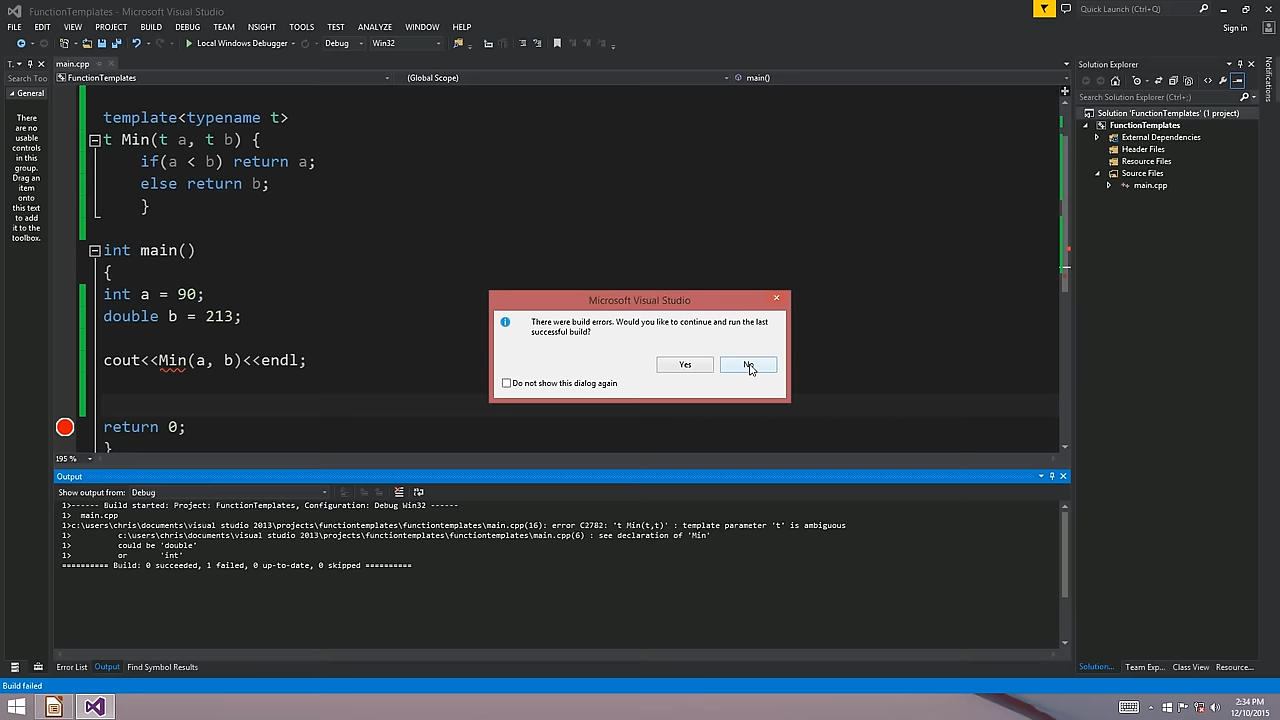 FunctionTemplates - Microsoft Visual Studio
Quick Launch (Ctrl+Q)
FILE EDIT VIEW PROJECT BUILD DEBUG TEAM NSIGHT TOOLS TEST ANALYZE WINDOW HELP
Sign in
Local Windows Debugger Debug Win32
T..
Search Too
General
There
are no
usable
controls
in this
group.
Drag an
item
onto
this text
to add
it to the
toolbox.
main.cpp
FunctionTemplates (Global Scope) main()
template<typename t>
t Min(t a, t b) {
if(a < b) return a;
else return b;
}
int main()
{
int a = 90;
double b = 213;
cout<<Min(a, b)<<endl;
return 0;
}
195 %
Microsoft Visual Studio
There were build errors. Would you like to continue and run the last
successful build?
Yes No
Do not show this dialog again
Output
Show output from: Debug
1>------ Build started: Project: FunctionTemplates, Configuration: Debug Win32 ------
1> main.cpp
1>c:\users\chris\documents\visual studio 2013\projects\functiontemplates\functiontemplates\main.cpp(16): error C2782: 't Min(t,t)' : template parameter 't' is ambiguous
1> c:\users\chris\documents\visual studio 2013\projects\functiontemplates\functiontemplates\main.cpp(6) : see declaration of 'Min'
1> could be 'double'
1> or 'int'
========== Build: 0 succeeded, 1 failed, 0 up-to-date, 0 skipped ==========
Error List Output Find Symbol Results
Solution Explorer
Search Solution Explorer (Ctrl+;)
Solution 'FunctionTemplates' (1 project)
FunctionTemplates
External Dependencies
Header Files
Resource Files
Source Files
main.cpp
Solution... Team Exp... Class View Resource...
Notifications
Build failed
2:34 PM
12/10/2015